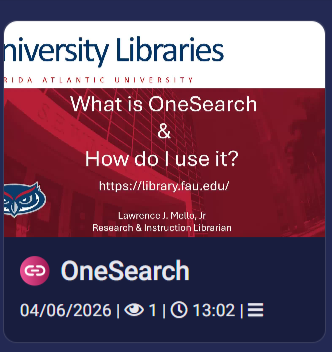 niversity Libraries
RIDA ATLANTIC UNIVERSITY
What is OneSearch
&
How do I use it?
https://library.fau.edu/
Lawrence J. Mello, Jr
Research & Instruction Librarian
OneSearch
04/06/2026 | 1 | 13:02 |